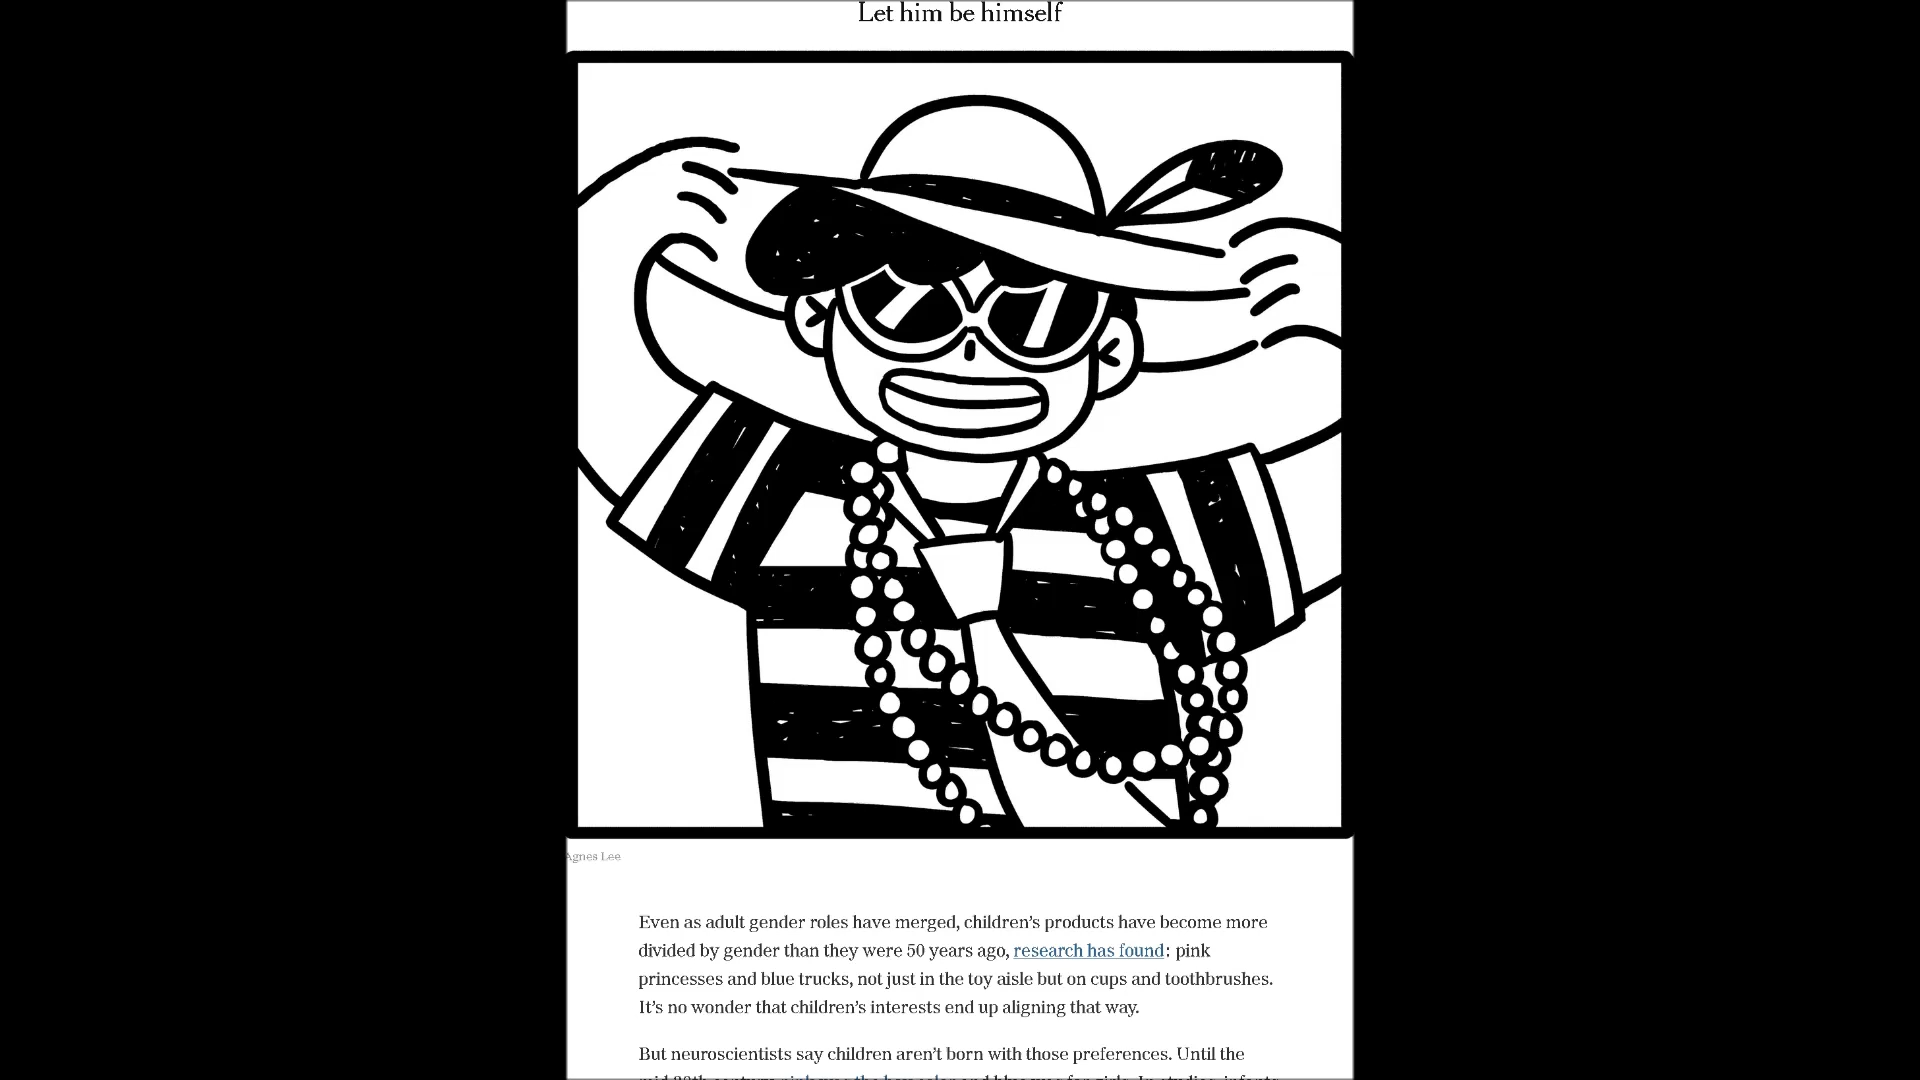 Let him be himself
Agnes Lee
Even as adult gender roles have merged, children’s products have become more
divided by gender than they were 50 years ago, research has found: pink
princesses and blue trucks, not just in the toy aisle but on cups and toothbrushes.
It’s no wonder that children’s interests end up aligning that way.
But neuroscientists say children aren’t born with those preferences. Until the